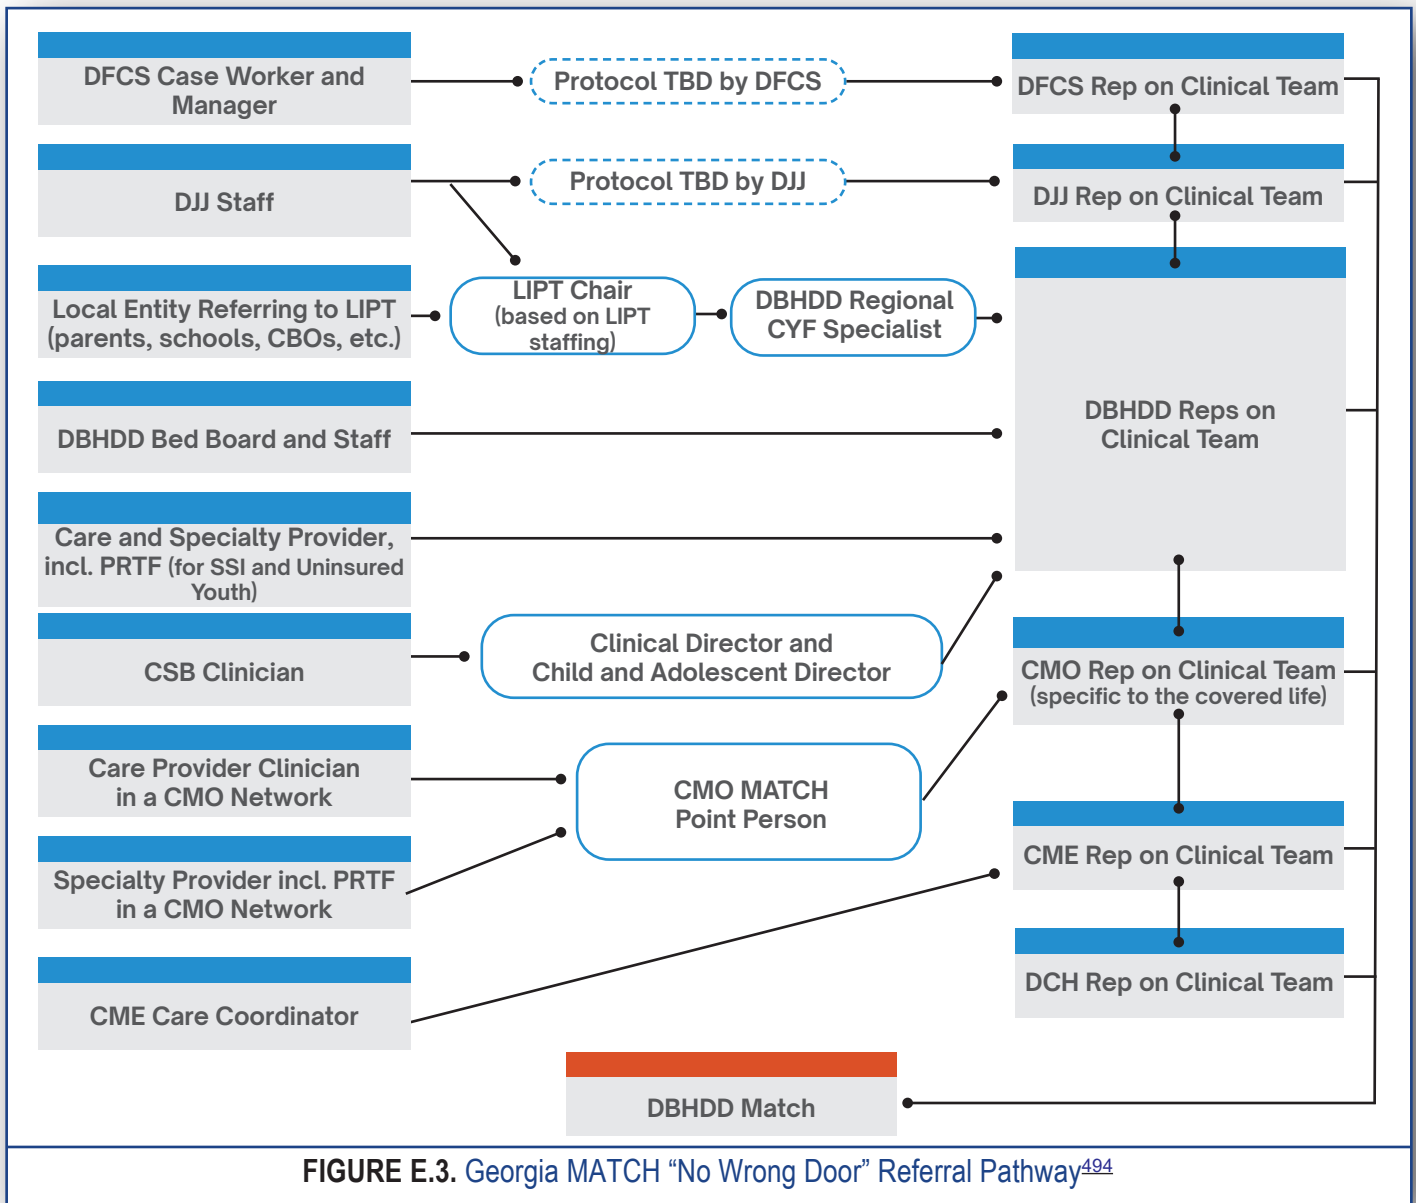 DFCS Case Worker and
Manager
Protocol TBD by DFCS
DFCS Rep on Clinical Team
DJJ Staff
Protocol TBD by DJJ
DJJ Rep on Clinical Team
Local Entity Referring to LIPT
(parents, schools, CBOs, etc.)
LIPT Chair
(based on LIPT
staffing)
DBHDD Regional
CYF Specialist
DBHDD Reps on
Clinical Team
DBHDD Bed Board and Staff
Care and Specialty Provider,
incl. PRTF (for SSI and Uninsured
Youth)
CSB Clinician
Clinical Director and
Child and Adolescent Director
CMO Rep on Clinical Team
(specific to the covered life)
Care Provider Clinician
in a CMO Network
CMO MATCH
Point Person
Specialty Provider incl. PRTF
in a CMO Network
CME Rep on Clinical Team
CME Care Coordinator
DCH Rep on Clinical Team
DBHDD Match
FIGURE E.3. Georgia MATCH “No Wrong Door” Referral Pathway494